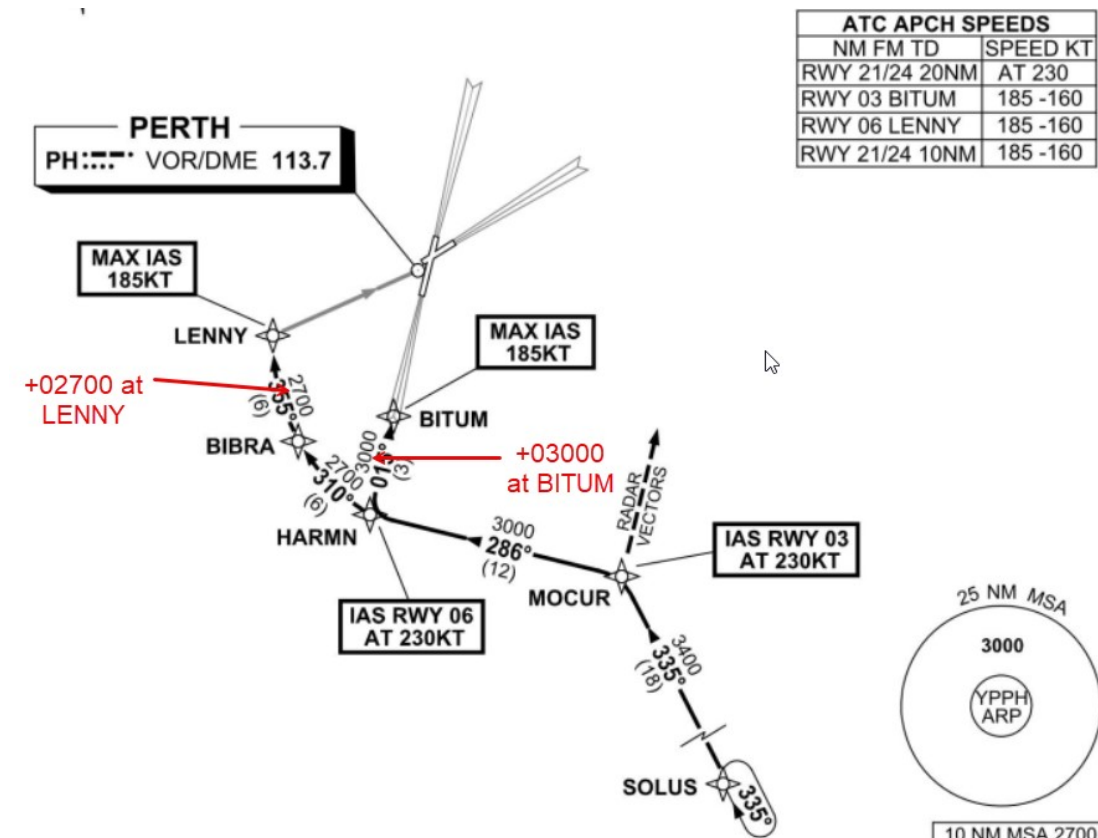 ATC APCH SPEEDS
NM FM TD SPEED KT
RWY 21/24 20NM AT 230
RWY 03 BITUM 185 -160
RWY 06 LENNY 185 -160
RWY 21/24 10NM 185 -160
PERTH
PH VOR/DME 113.7
MAX IAS
185KT
LENNY
MAX IAS
185KT
+02700 at
LENNY
2700
355°
(6)
BIBRA
BITUM
+03000
at BITUM
3000
(3)
2700
310°
(6)
HARMN
3000
286°
(12)
RADAR
VECTORS
IAS RWY 03
AT 230KT
MOCUR
IAS RWY 06
AT 230KT
3400
335°
(18)
25 NM MSA
3000
YPPH
ARP
SOLUS
335°
10 NM MSA 2700